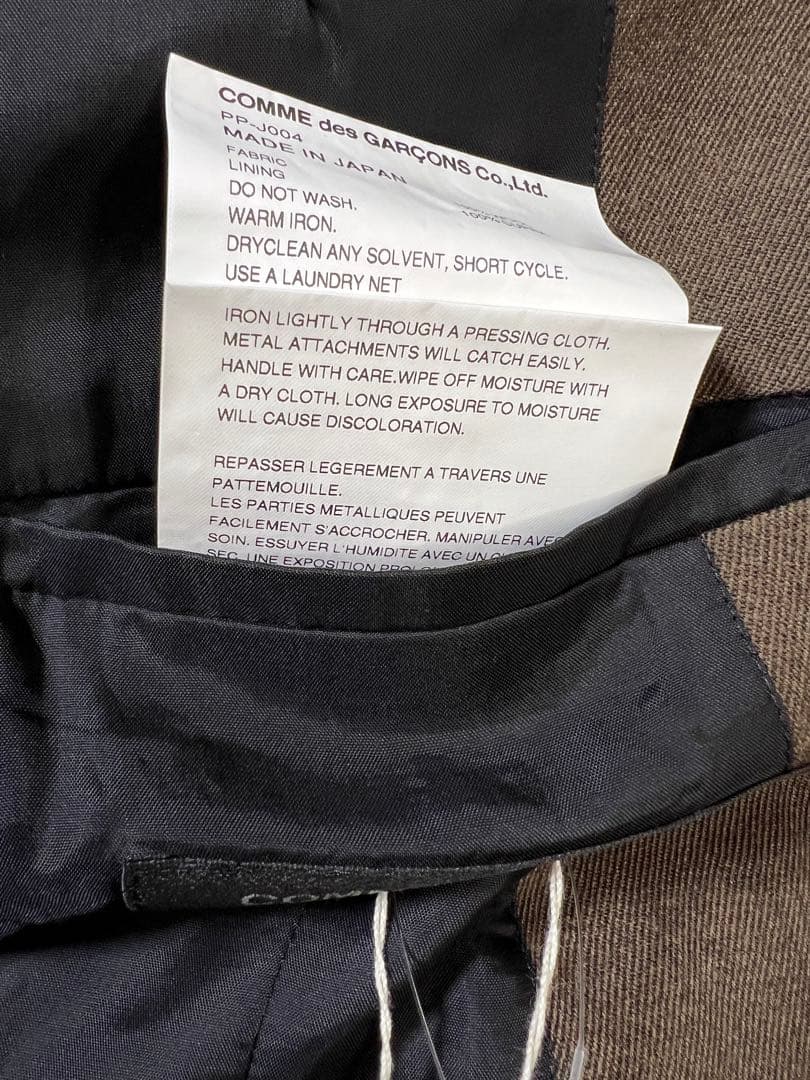 COMME des GARÇONS Co.,Ltd.
PP-J004
MADE IN JAPAN
FABRIC
LINING
DO NOT WASH.
WARM IRON.
DRYCLEAN ANY SOLVENT, SHORT CYCLE.
USE A LAUNDRY NET
IRON LIGHTLY THROUGH A PRESSING CLOTH.
METAL ATTACHMENTS WILL CATCH EASILY.
HANDLE WITH CARE.WIPE OFF MOISTURE WITH
A DRY CLOTH. LONG EXPOSURE TO MOISTURE
WILL CAUSE DISCOLORATION.
REPASSER LEGEREMENT A TRAVERS UNE
PATTEMOUILLE.
LES PARTIES METALLIQUES PEUVENT
FACILEMENT S'ACCROCHER. MANIPULER AVEC
SOIN. ESSUYER L'HUMIDITE AVEC UN
SEC. UNE EXPOSITION